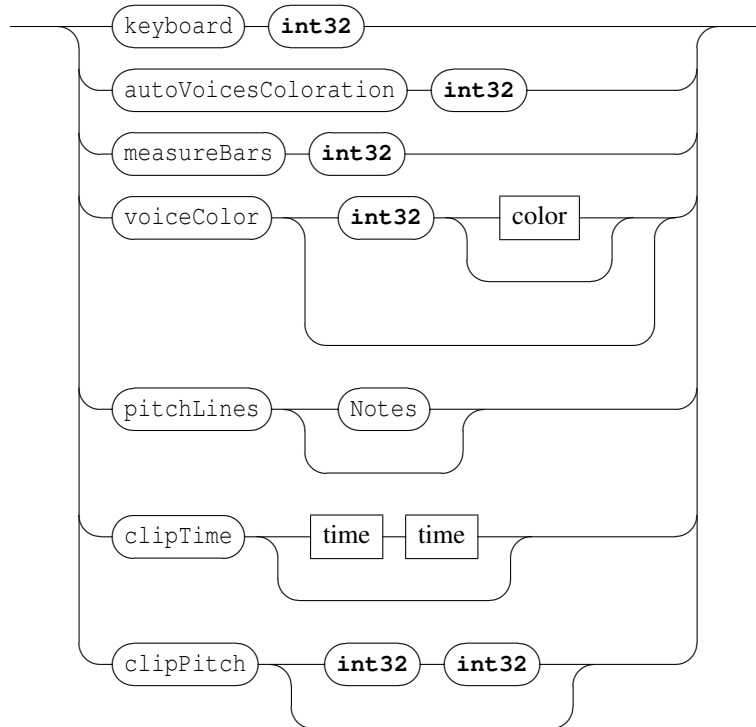 keyboard int32
autoVoicesColoration int32
measureBars int32
voiceColor int32 color
pitchLines Notes
clipTime time time
clipPitch int32 int32